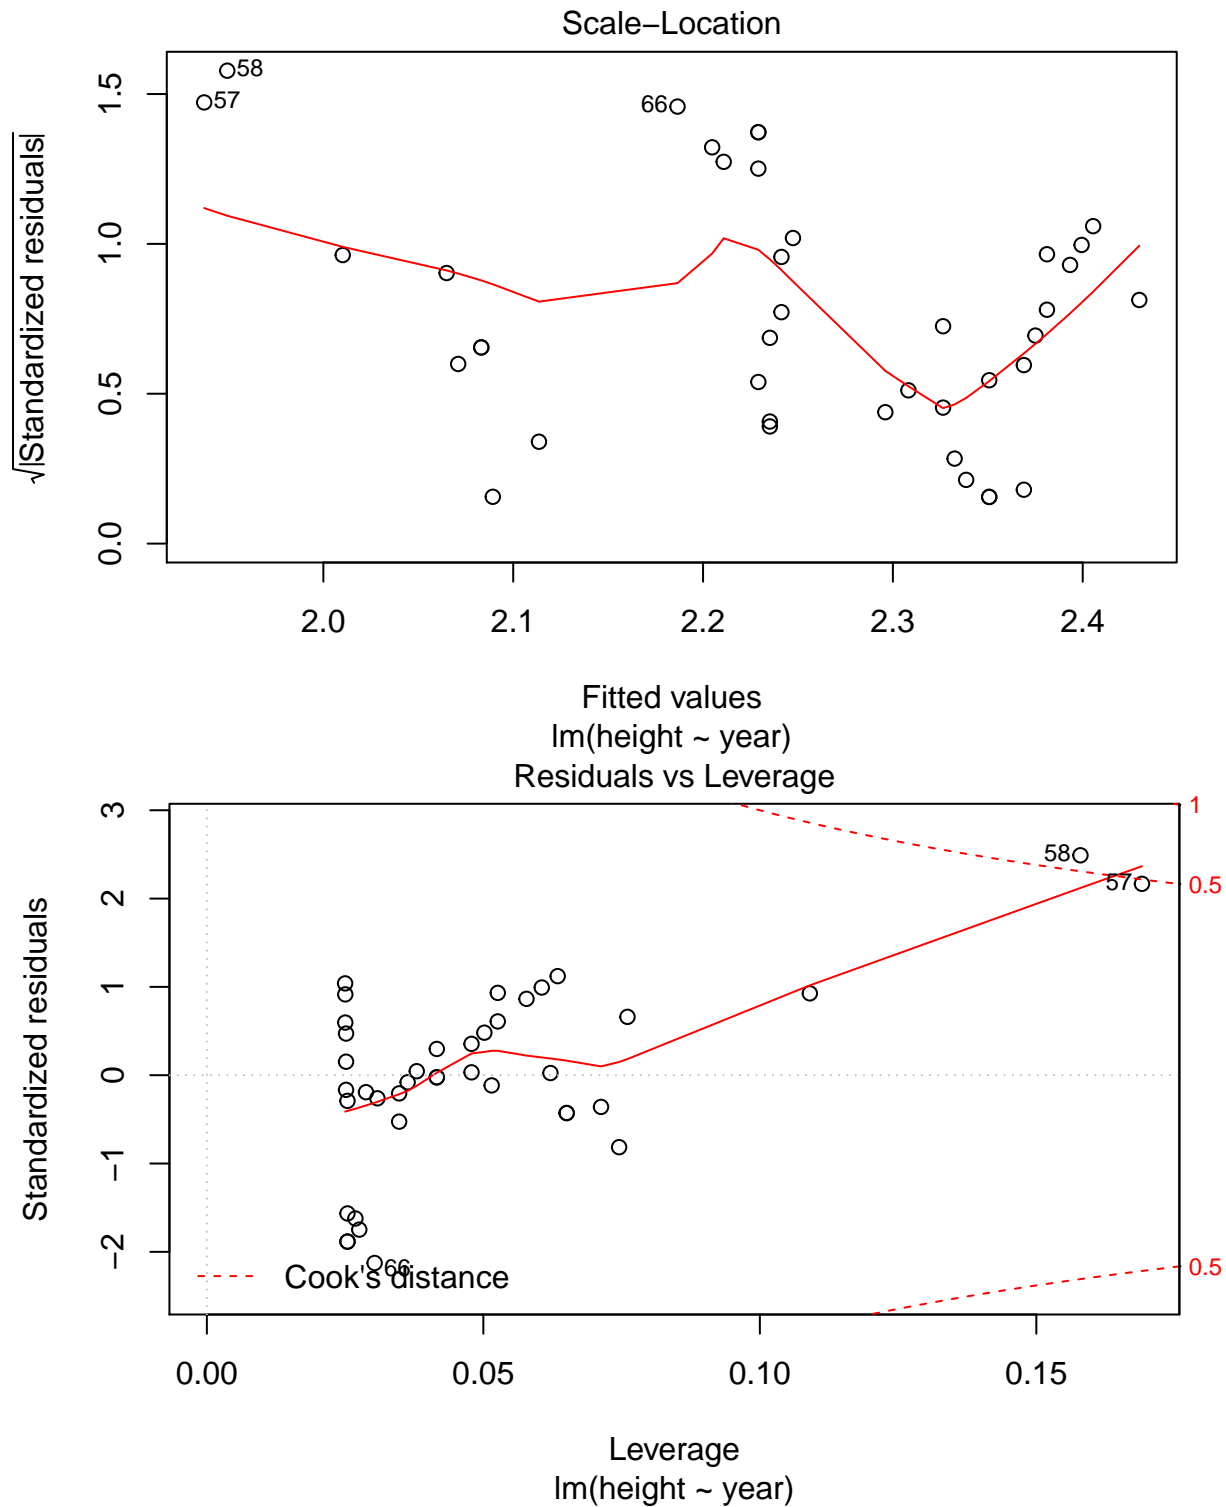 Scale−Location
58
57
66
√|Standardized residuals|
1.5
1.0
0.5
0.0
2.0 2.1 2.2 2.3 2.4
Fitted values
lm(height ~ year)
Residuals vs Leverage
Standardized residuals
3
2
1
0
−1
−2
1
0.5
0.5
58
57
66
Cook's distance
0.00 0.05 0.10 0.15
Leverage
lm(height ~ year)